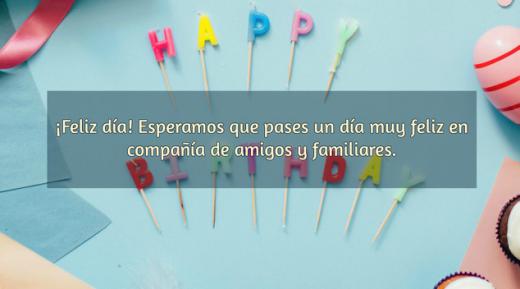 HAPPY
¡Feliz día! Esperamos que pases un día muy feliz en
compañía de amigos y familiares.
BIRTHDAY